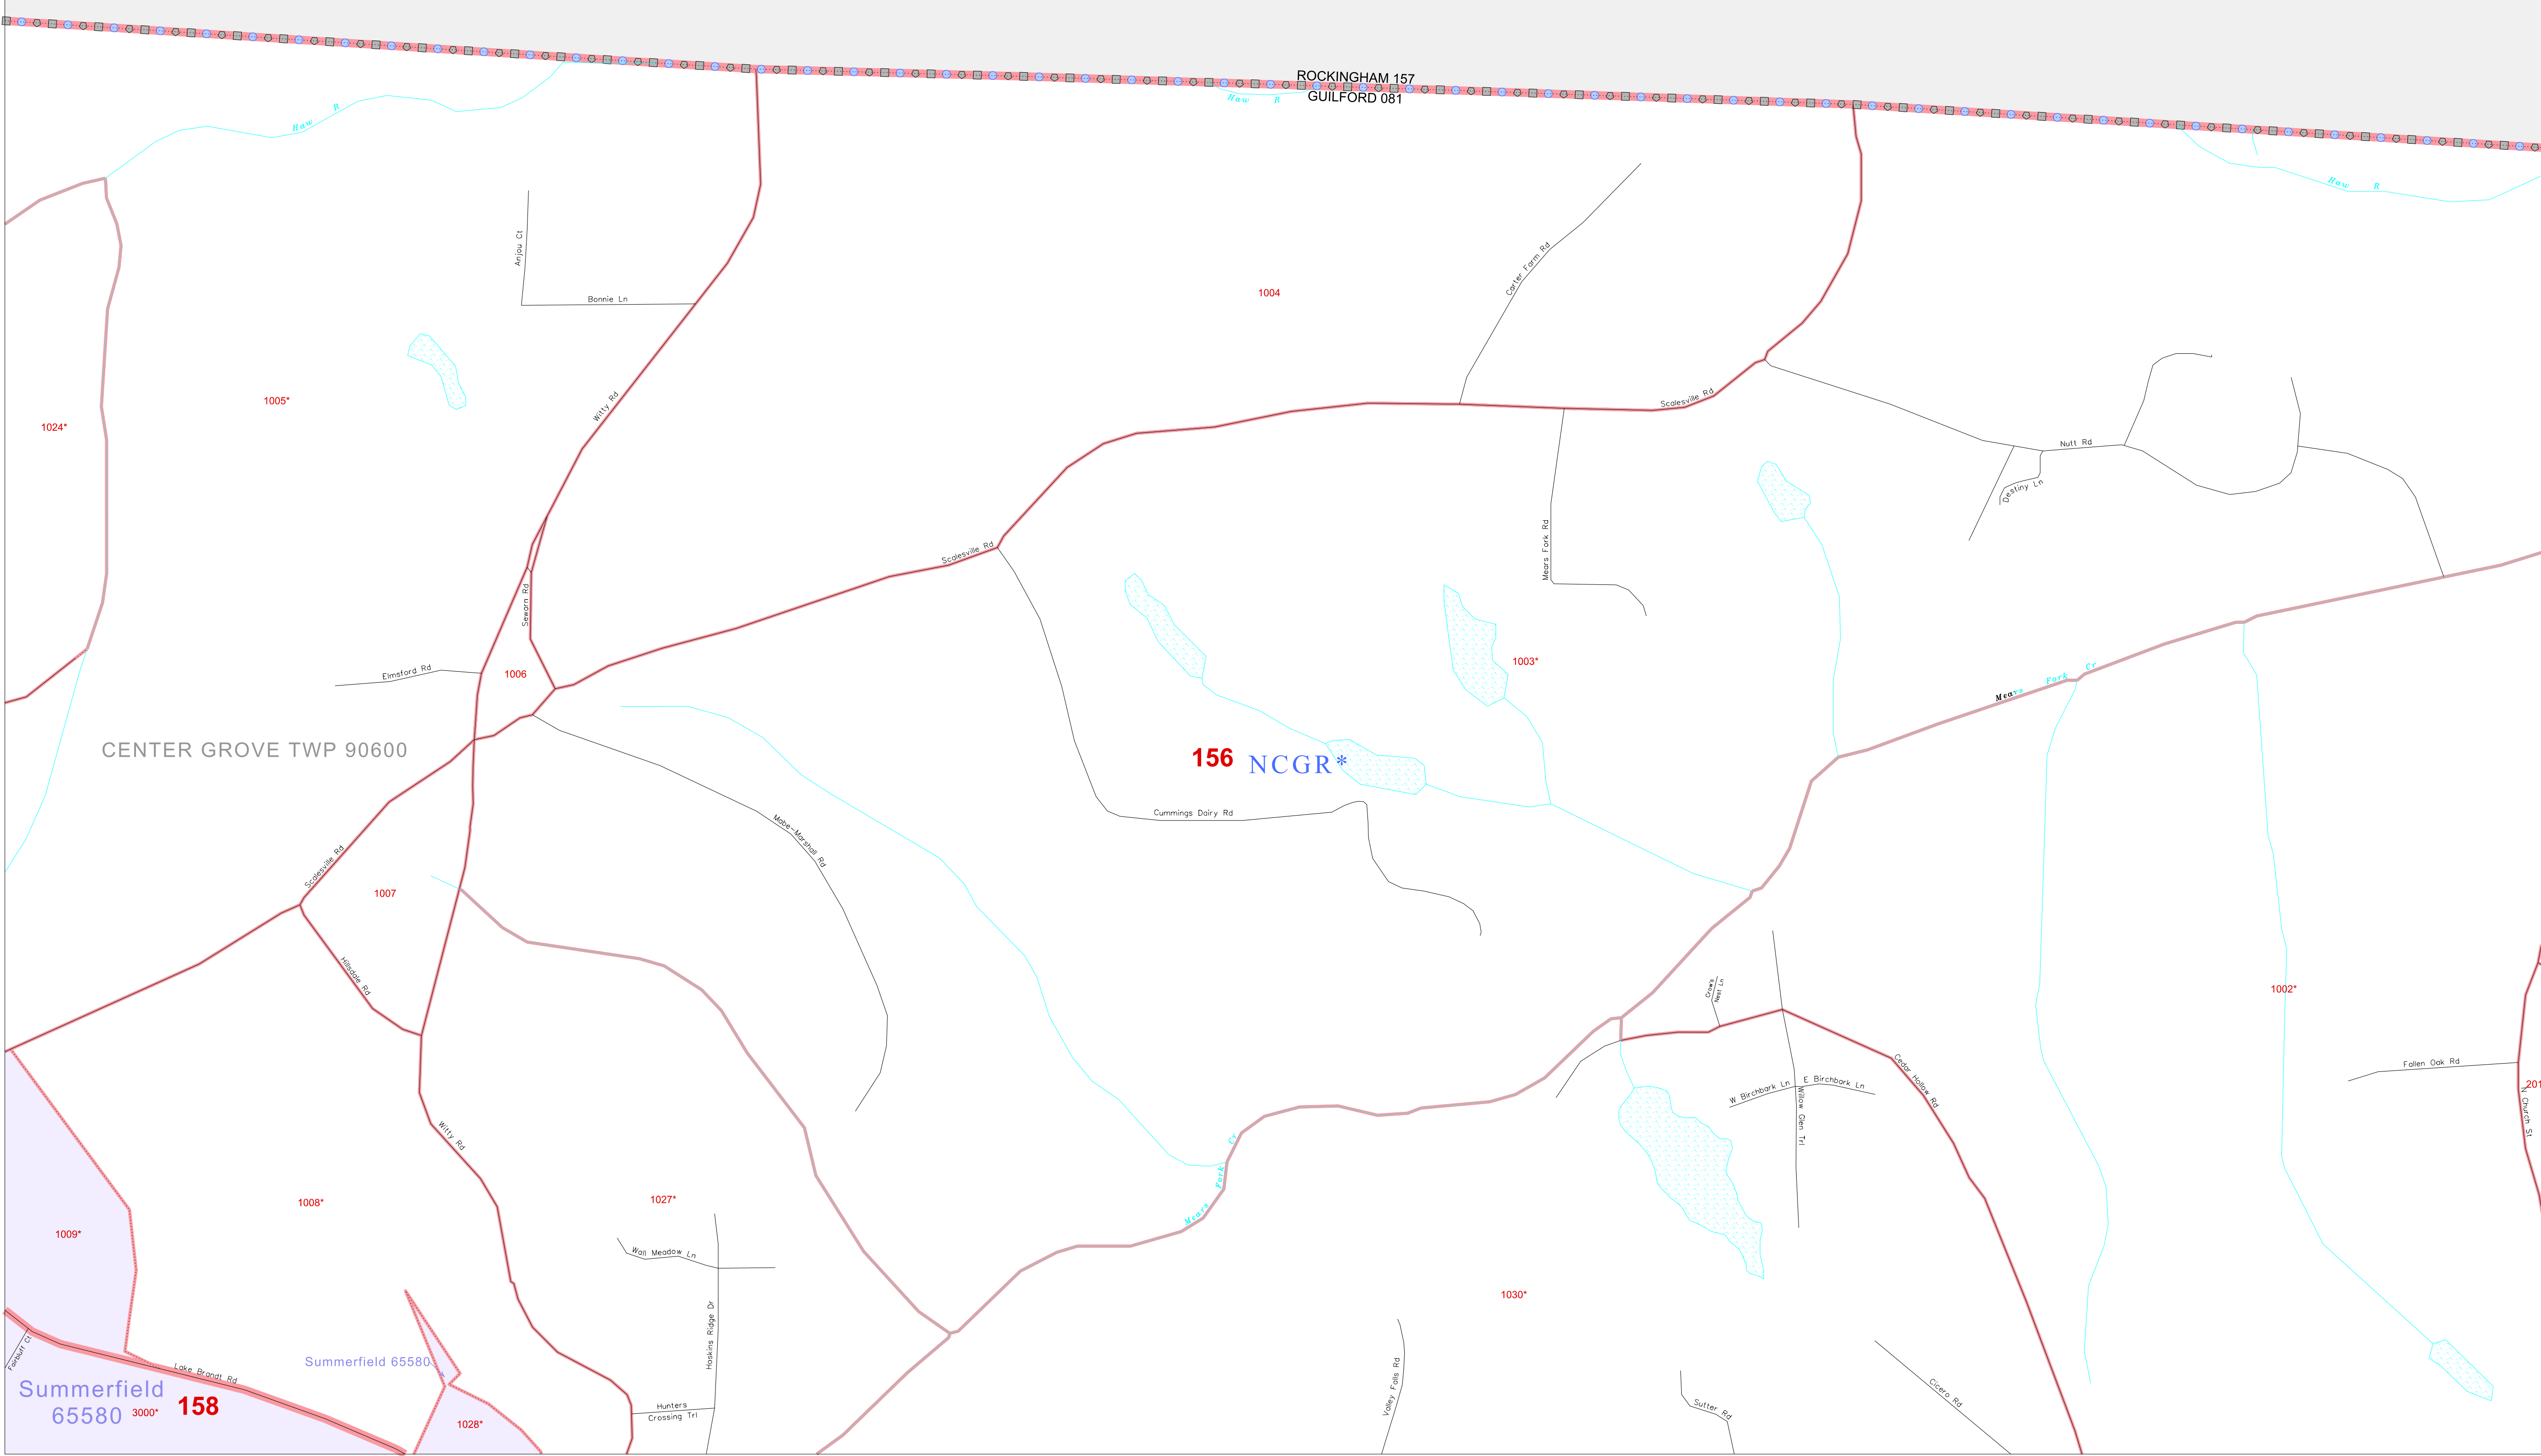 ROCKINGHAM 157
GUILFORD 081
Haw R
Haw R
Haw R
Anjou Ct
Bonnie Ln
Carter Farm Rd
1004
1005*
1024*
Witty Rd
Scalesville Rd
Nutt Rd
Destiny Ln
Mears Fork Rd
Scalesville Rd
Sewarn Rd
Elmsford Rd
1006
1003*
Mears Fork Cr
CENTER GROVE TWP 90600
156
NCGR*
Cummings Dairy Rd
Mabe-Marshall Rd
Scalesville Rd
1007
Hillsdale Rd
Crow's
Nest Ln
1002*
Fallen Oak Rd
Cedar Hollow Rd
W Birchbark Ln
E Birchbark Ln
Willow Glen Trl
201
N Church St
Witty Rd
Mears Fork Cr
1008*
1027*
1009*
Wall Meadow Ln
Hoskins Ridge Dr
1030*
Fairbluff Ct
Lake Brandt Rd
Summerfield 65580
Summerfield
65580
3000*
158
1028*
Hunters
Crossing Trl
Valley Falls Rd
Sutter Rd
Cicero Rd